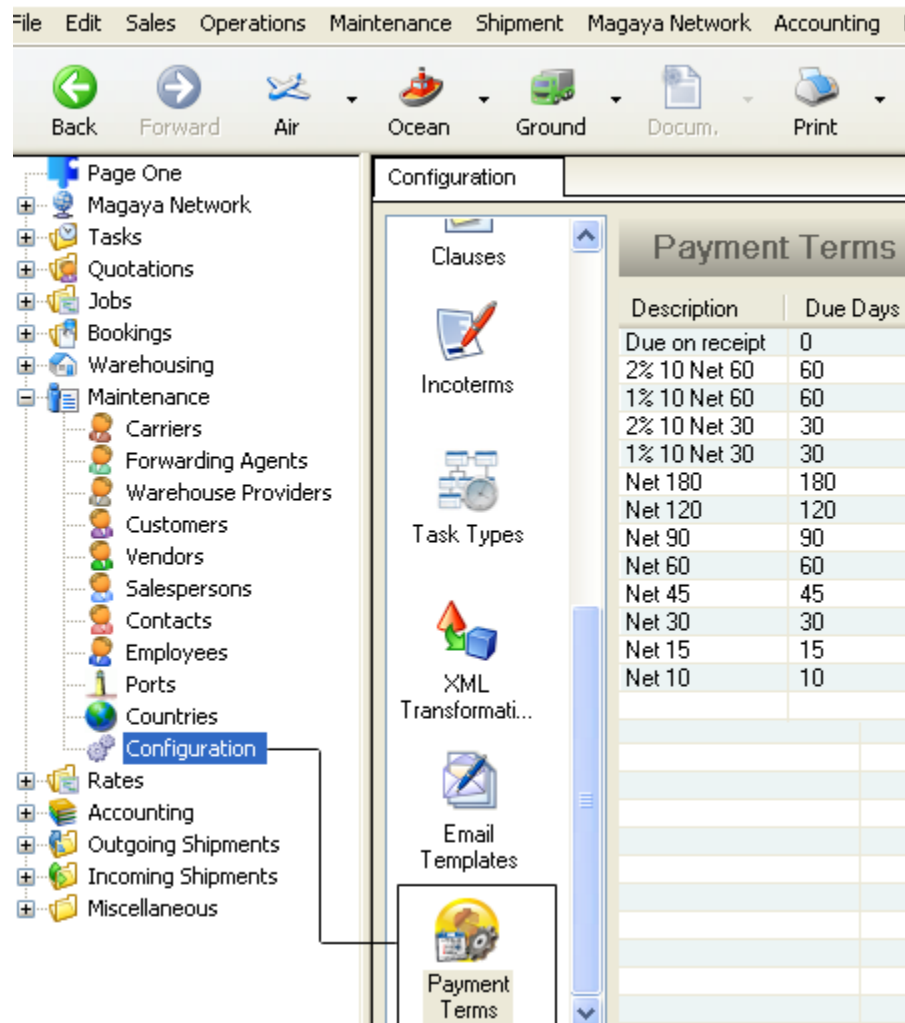 File Edit Sales Operations Maintenance Shipment Magaya Network Accounting
Back Forward Air Ocean Ground Docum. Print
Page One
Magaya Network
Tasks
Quotations
Jobs
Bookings
Warehousing
Maintenance
Carriers
Forwarding Agents
Warehouse Providers
Customers
Vendors
Salespersons
Contacts
Employees
Ports
Countries
Configuration
Rates
Accounting
Outgoing Shipments
Incoming Shipments
Miscellaneous
Configuration
Clauses
Incoterms
Task Types
XML
Transformati...
Email
Templates
Payment
Terms
Payment Terms
Description Due Days
Due on receipt 0
2% 10 Net 60 60
1% 10 Net 60 60
2% 10 Net 30 30
1% 10 Net 30 30
Net 180 180
Net 120 120
Net 90 90
Net 60 60
Net 45 45
Net 30 30
Net 15 15
Net 10 10